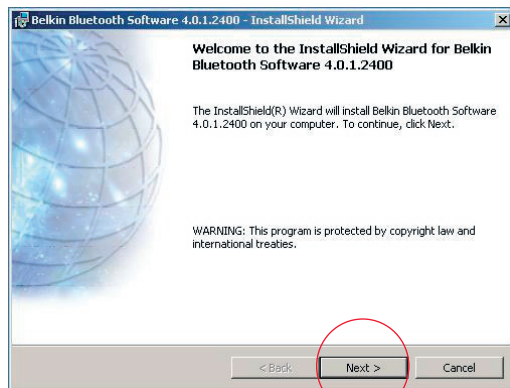 Belkin Bluetooth Software 4.0.1.2400 - InstallShield Wizard
Welcome to the InstallShield Wizard for Belkin
Bluetooth Software 4.0.1.2400
The InstallShield(R) Wizard will install Belkin Bluetooth Software
4.0.1.2400 on your computer. To continue, click Next.
WARNING: This program is protected by copyright law and
international treaties.
< Back
Next >
Cancel